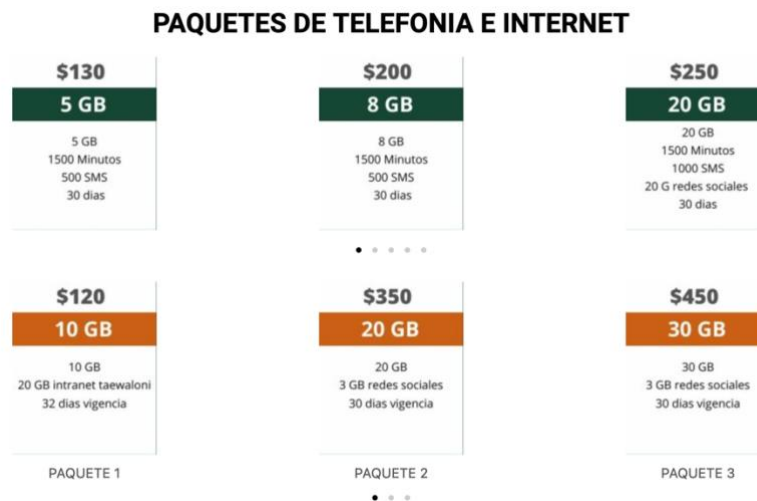 PAQUETES DE TELEFONIA E INTERNET
$130
5 GB
5 GB
1500 Minutos
500 SMS
30 dias
$200
8 GB
8 GB
1500 Minutos
500 SMS
30 dias
$250
20 GB
20 GB
1500 Minutos
1000 SMS
20 G redes sociales
30 dias
$120
10 GB
10 GB
20 GB intranet taewaloni
32 dias vigencia
PAQUETE 1
$350
20 GB
20 GB
3 GB redes sociales
30 dias vigencia
PAQUETE 2
$450
30 GB
30 GB
3 GB redes sociales
30 dias vigencia
PAQUETE 3